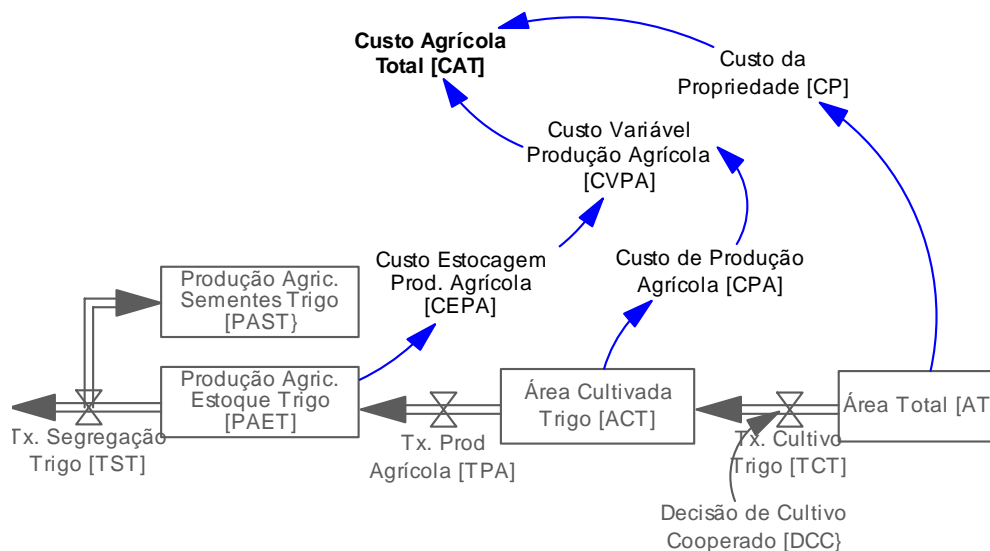 Custo Agrícola
Total [CAT]
Custo da
Propriedade [CP]
Custo Variável
Produção Agrícola
[CVPA]
Custo Estocagem
Prod. Agrícola
[CEPA]
Custo de Produção
Agrícola [CPA]
Produção Agric.
Sementes Trigo
[PAST}
Produção Agric.
Estoque Trigo
[PAET]
Área Cultivada
Trigo [ACT]
Área Total [AT
Tx. Segregação
Trigo [TST]
Tx. Prod
Agrícola [TPA]
Tx. Cultivo
Trigo [TCT]
Decisão de Cultivo
Cooperado [DCC}